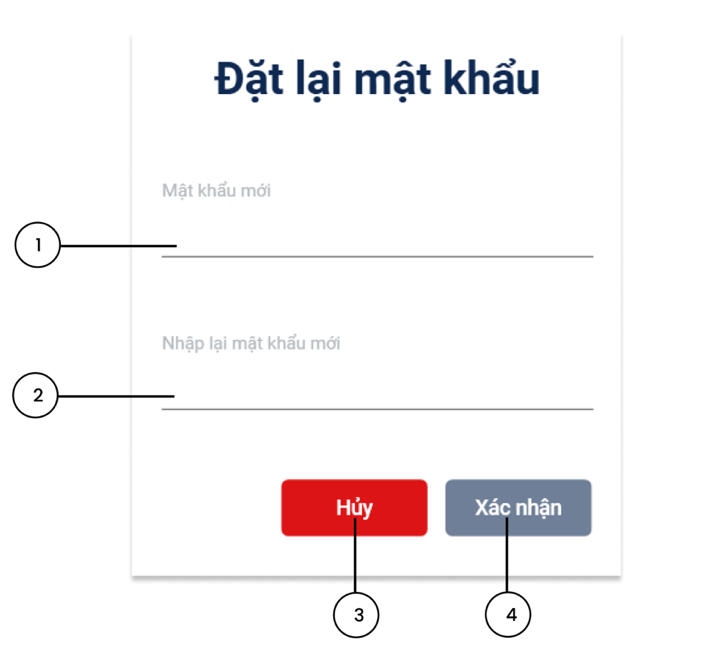 Đặt lại mật khẩu
Mật khẩu mới
1
Nhập lại mật khẩu mới
2
Hủy
Xác nhận
3
4